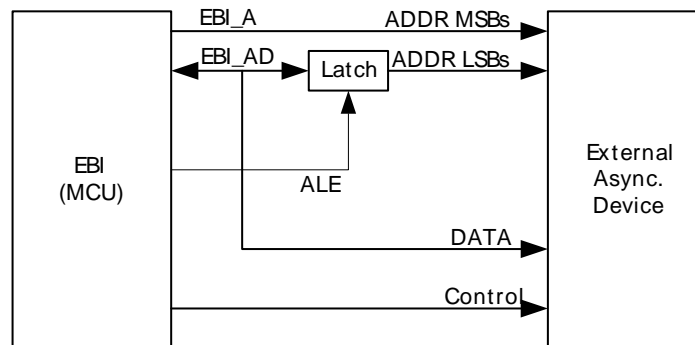 EBI_A
ADDR MSBs
EBI_AD
Latch
ADDR LSBs
EBI
(MCU)
ALE
External
Async.
Device
DATA
Control